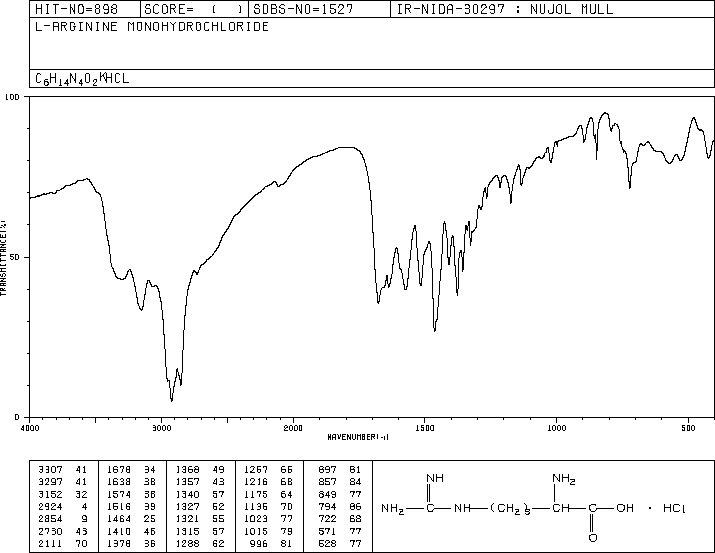 HIT-NO=898 SCORE= ( ) SDBS-NO=1527 IR-NIDA-30297 : NUJOL MULL
L-ARGININE MONOHYDROCHLORIDE
C6H14N4O2*HCL
100
50
0
TRANSMITTANCE(%)
4000 3000 2000 1500 1000 500
WAVENUMBER(-1)
3307 41 1678 34 1368 49 1267 66 897 81
3297 41 1638 38 1357 43 1216 68 857 84
3152 32 1574 38 1340 57 1175 64 849 77
2924 4 1516 39 1327 52 1136 70 794 86
2854 9 1464 25 1321 55 1023 77 722 68
2730 43 1410 46 1315 57 1015 79 571 77
2111 70 1378 36 1288 62 996 81 528 77
NH NH2
NH2 C NH (CH2)3 CH C OH · HCl
O